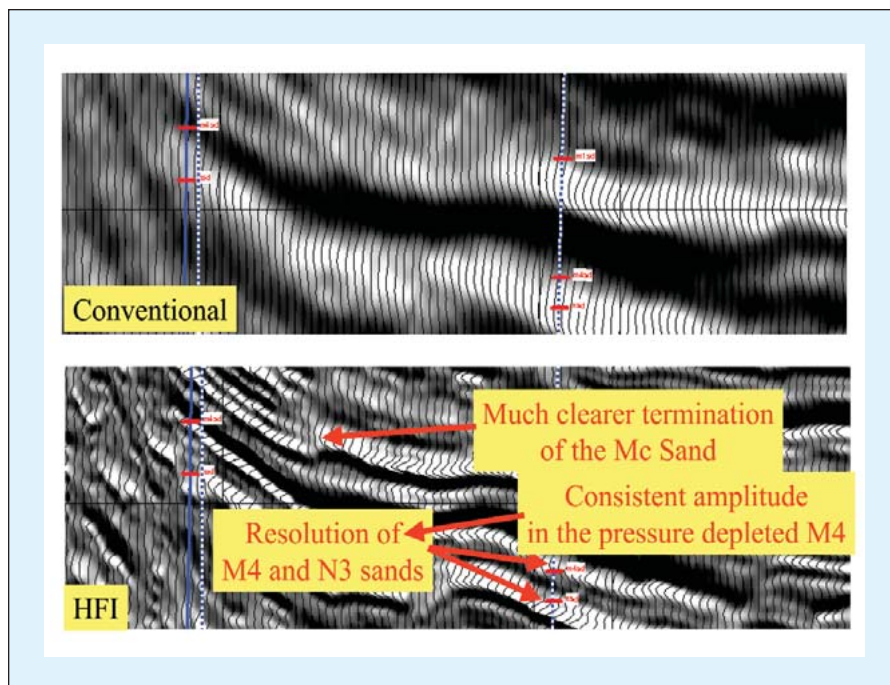 Conventional
Much clearer termination
of the Mc Sand
Consistent amplitude
in the pressure depleted M4
Resolution of
M4 and N3 sands
HFI